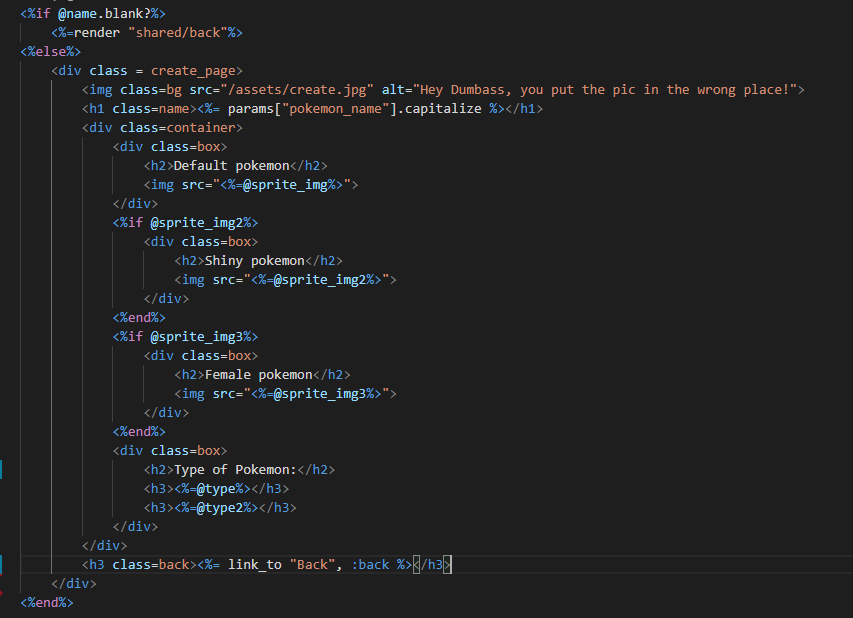 <%if @name.blank?%>
<%=render "shared/back"%>
<%else%>
<div class = create_page>
<img class=bg src="/assets/create.jpg" alt="Hey Dumbass, you put the pic in the wrong place!">
<h1 class=name><%= params["pokemon_name"].capitalize %></h1>
<div class=container>
<div class=box>
<h2>Default pokemon</h2>
<img src="<%=@sprite_img%>">
</div>
<%if @sprite_img2%>
<div class=box>
<h2>Shiny pokemon</h2>
<img src="<%=@sprite_img2%>">
</div>
<%end%>
<%if @sprite_img3%>
<div class=box>
<h2>Female pokemon</h2>
<img src="<%=@sprite_img3%>">
</div>
<%end%>
<div class=box>
<h2>Type of Pokemon:</h2>
<h3><%=@type%></h3>
<h3><%=@type2%></h3>
</div>
</div>
<h3 class=back><%= link_to "Back", :back %></h3>
</div>
<%end%>